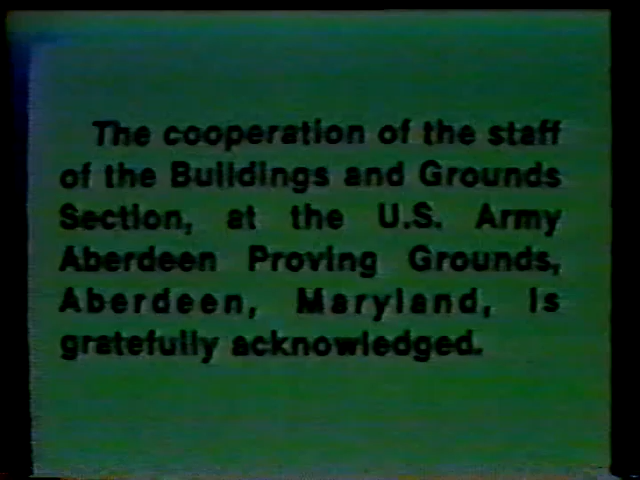 The cooperation of the staff
of the Buildings and Grounds
Section, at the U.S. Army
Aberdeen Proving Grounds,
Aberdeen, Maryland, is
gratefully acknowledged.